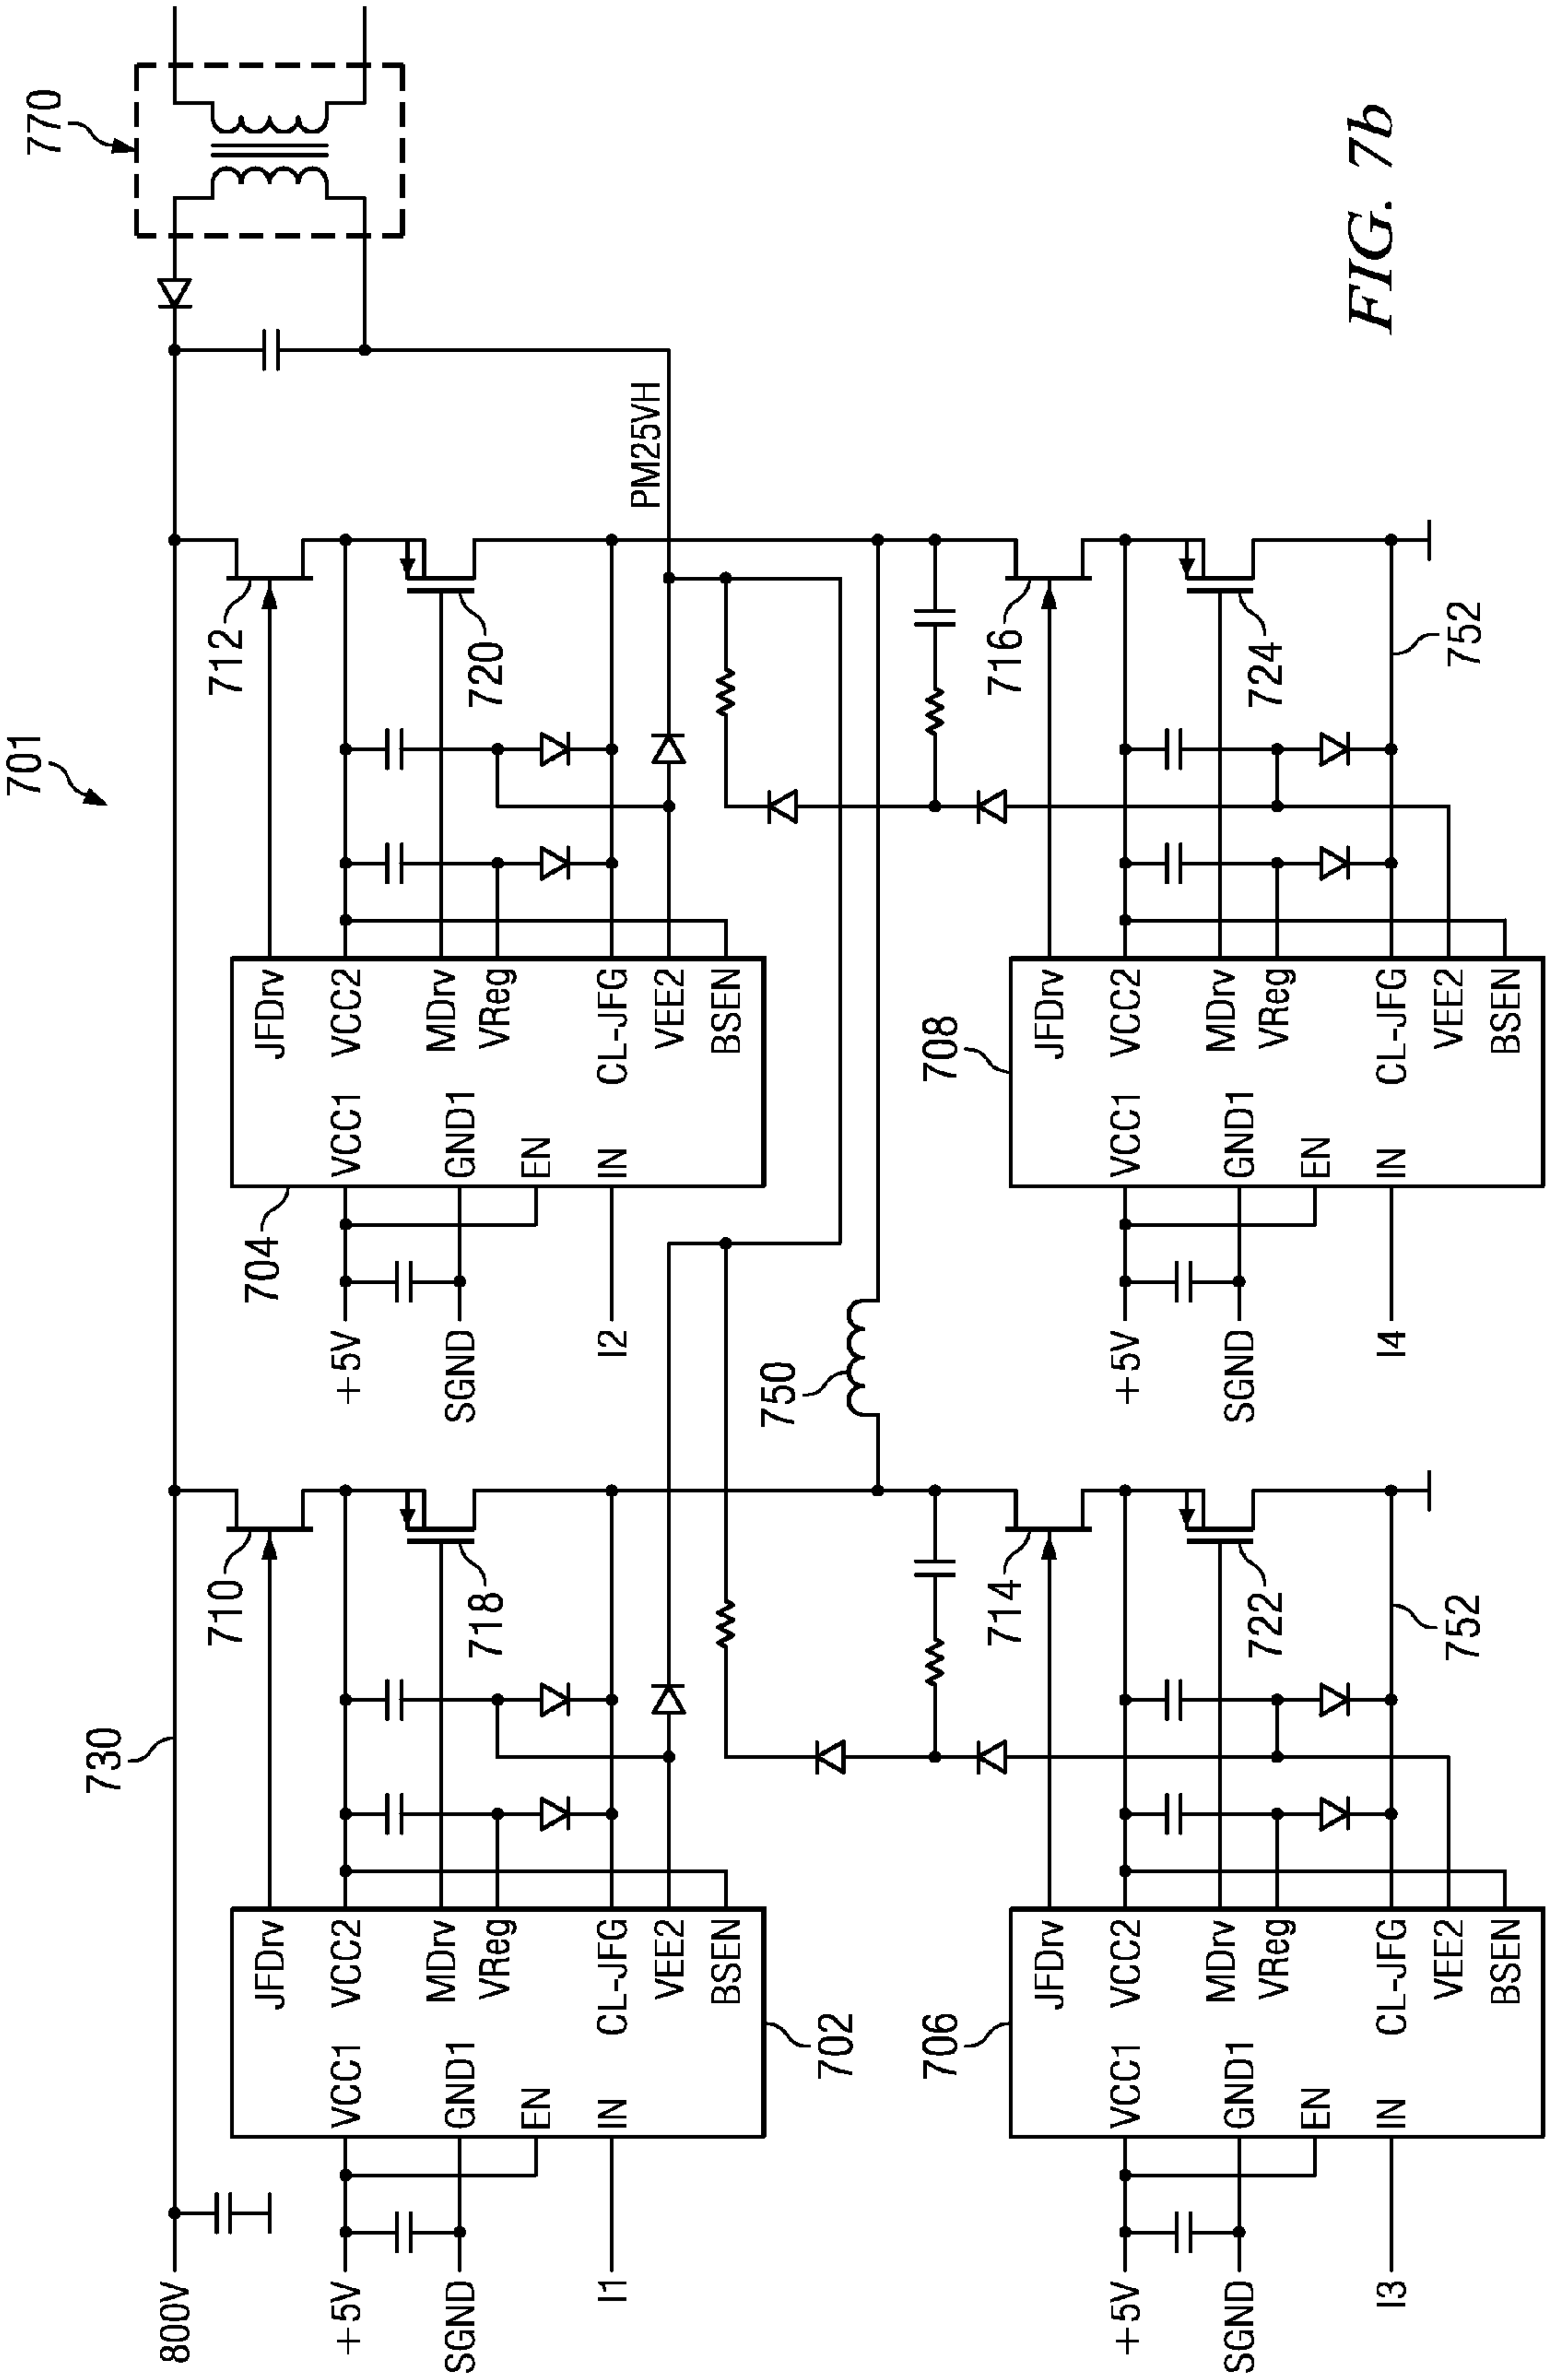 701
770
800V
730
710
712
+5V
VCC1
JFDrv
VCC2
SGND
GND1
MDrv
718
EN
VReg
I1
IN
CL-JFG
VEE2
BSEN
702
704
+5V
VCC1
JFDrv
VCC2
SGND
GND1
MDrv
720
EN
VReg
I2
IN
CL-JFG
VEE2
BSEN
PM25VH
750
706
714
+5V
VCC1
JFDrv
VCC2
SGND
GND1
MDrv
722
EN
VReg
I3
IN
CL-JFG
VEE2
BSEN
752
708
716
+5V
VCC1
JFDrv
VCC2
SGND
GND1
MDrv
724
EN
VReg
I4
IN
CL-JFG
VEE2
BSEN
752
FIG. 7b